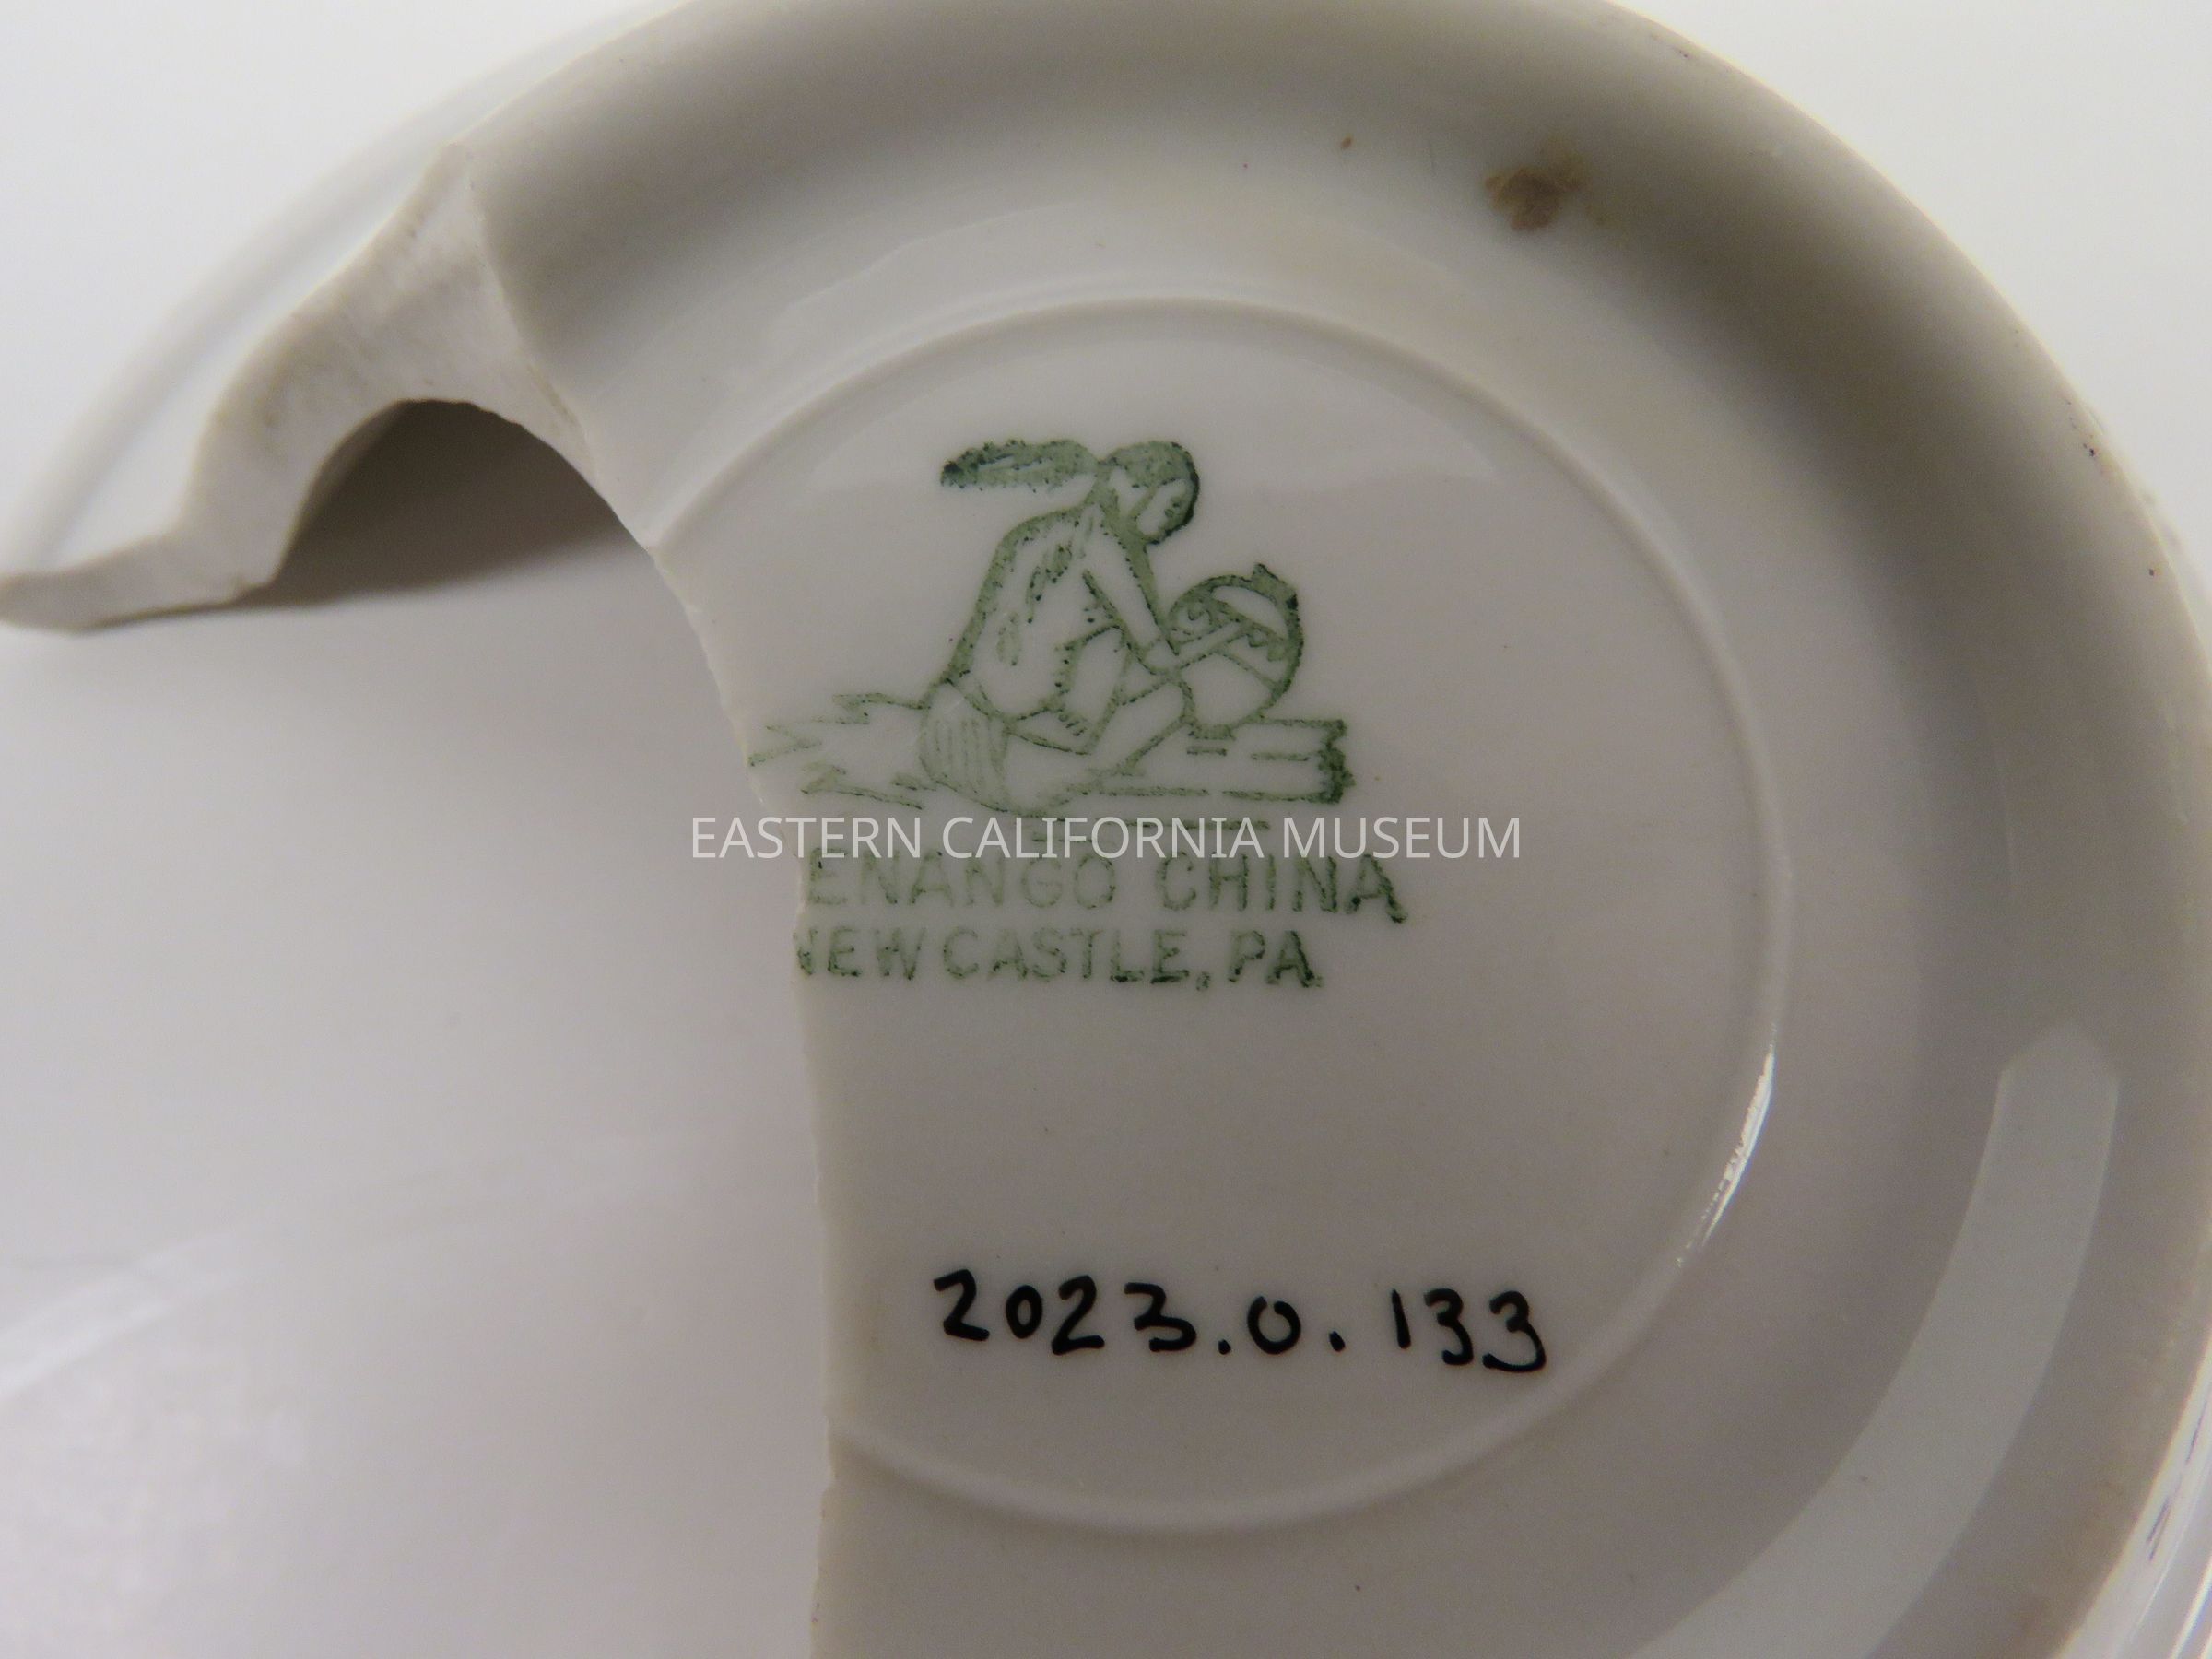 EASTERN CALIFORNIA MUSEUM
ENANGO CHINA
NEW CASTLE, PA.
2023.0.133